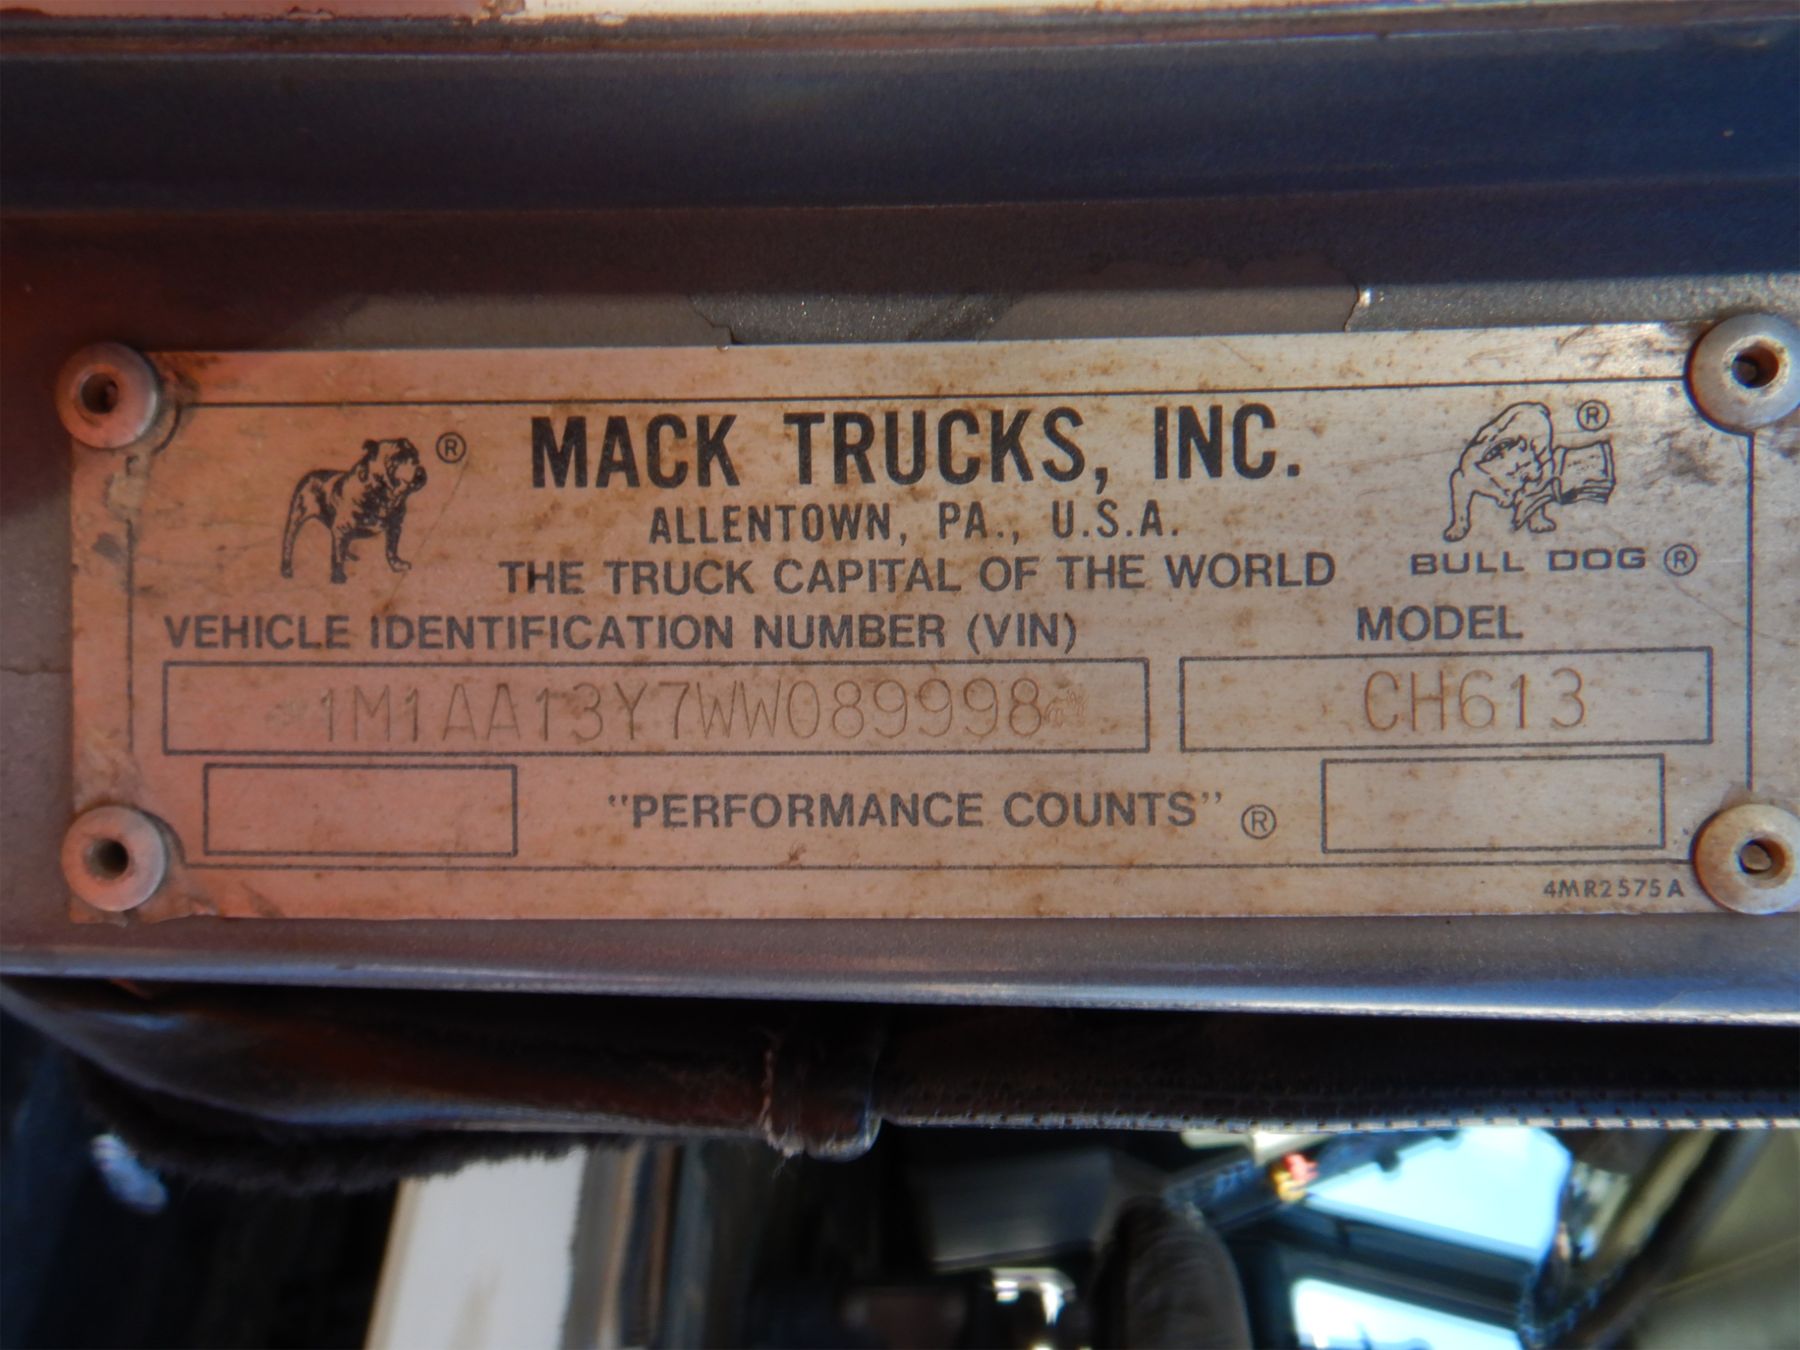 ®
MACK TRUCKS, INC.
®
ALLENTOWN, PA., U.S.A.
THE TRUCK CAPITAL OF THE WORLD
BULL DOG ®
VEHICLE IDENTIFICATION NUMBER (VIN)
MODEL
1M1AA13Y7WW089998
CH613
"PERFORMANCE COUNTS" ®
4MR2575A